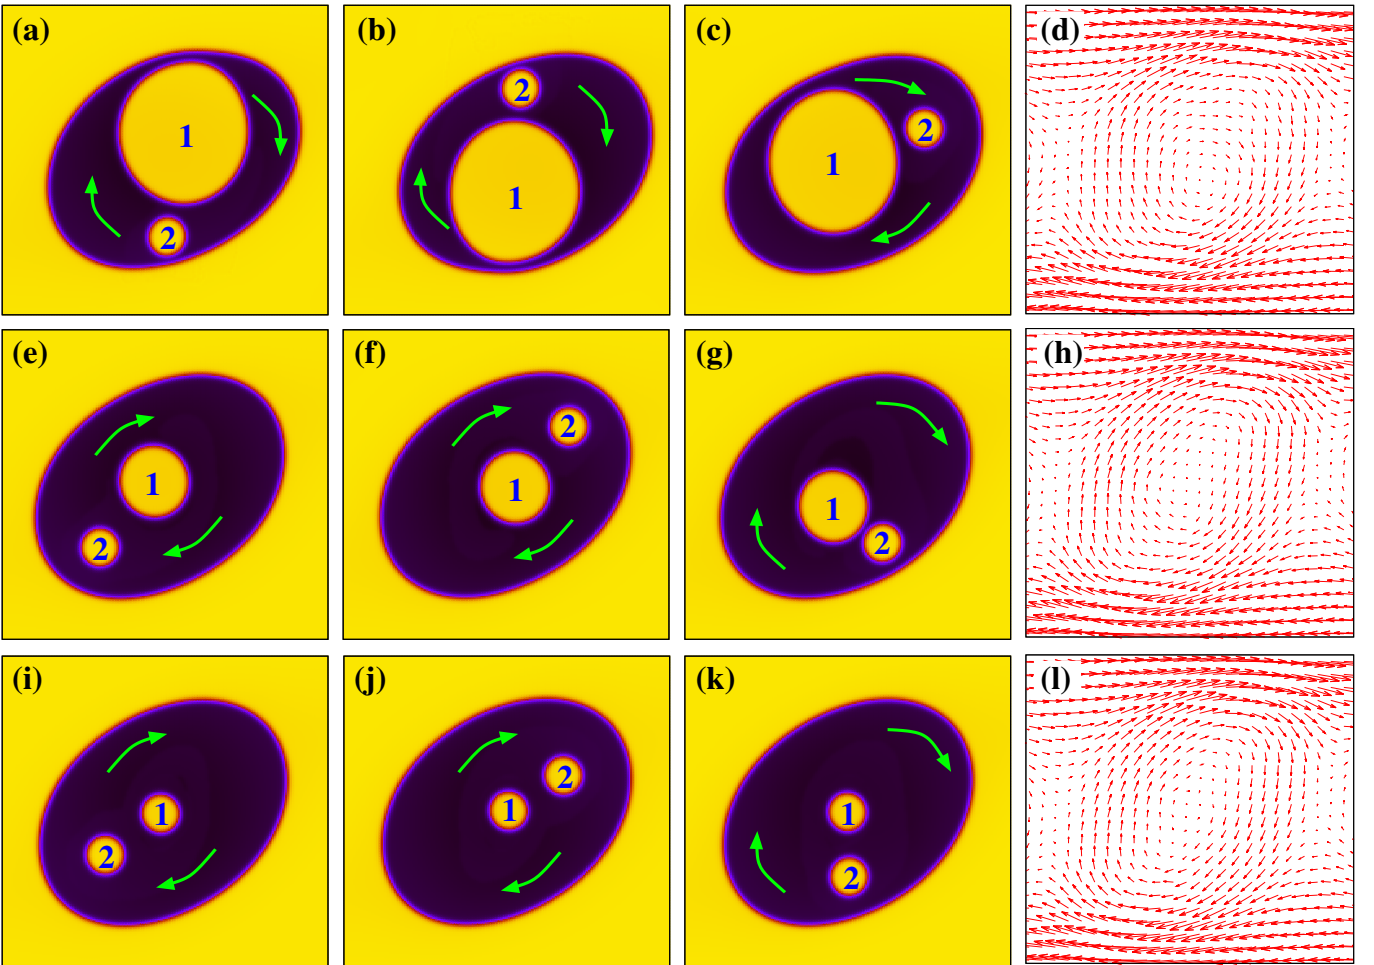 (a) (b) (c) (d)
1 2 2 1 1 2
(e) (f) (g) (h)
1 2 1 2 1 2
(i) (j) (k) (l)
1 2 1 2 1 2